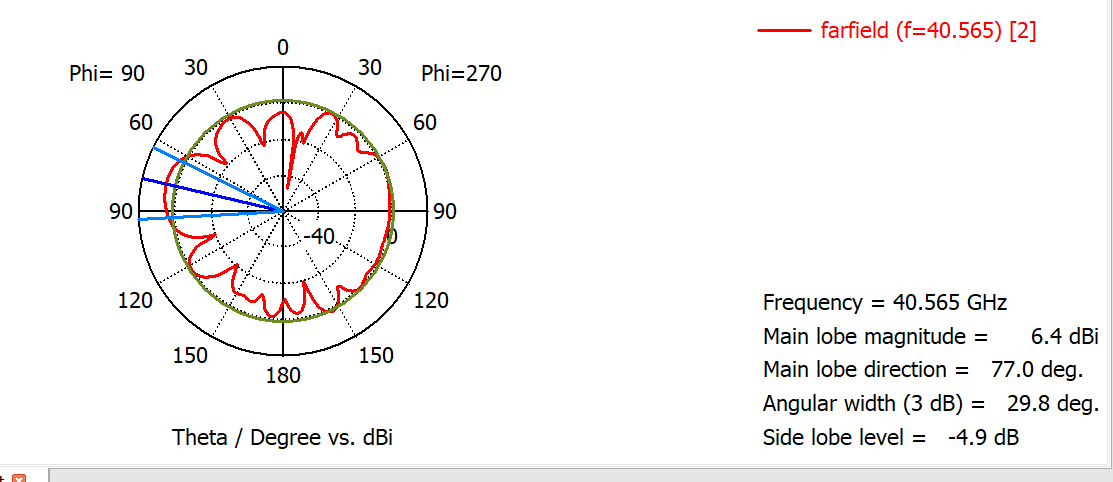 farfield (f=40.565) [2]
0
Phi= 90 30 30 Phi=270
60 60
90 90
-40 0
120 120
150 150
180
Theta / Degree vs. dBi
Frequency = 40.565 GHz
Main lobe magnitude = 6.4 dBi
Main lobe direction = 77.0 deg.
Angular width (3 dB) = 29.8 deg.
Side lobe level = -4.9 dB